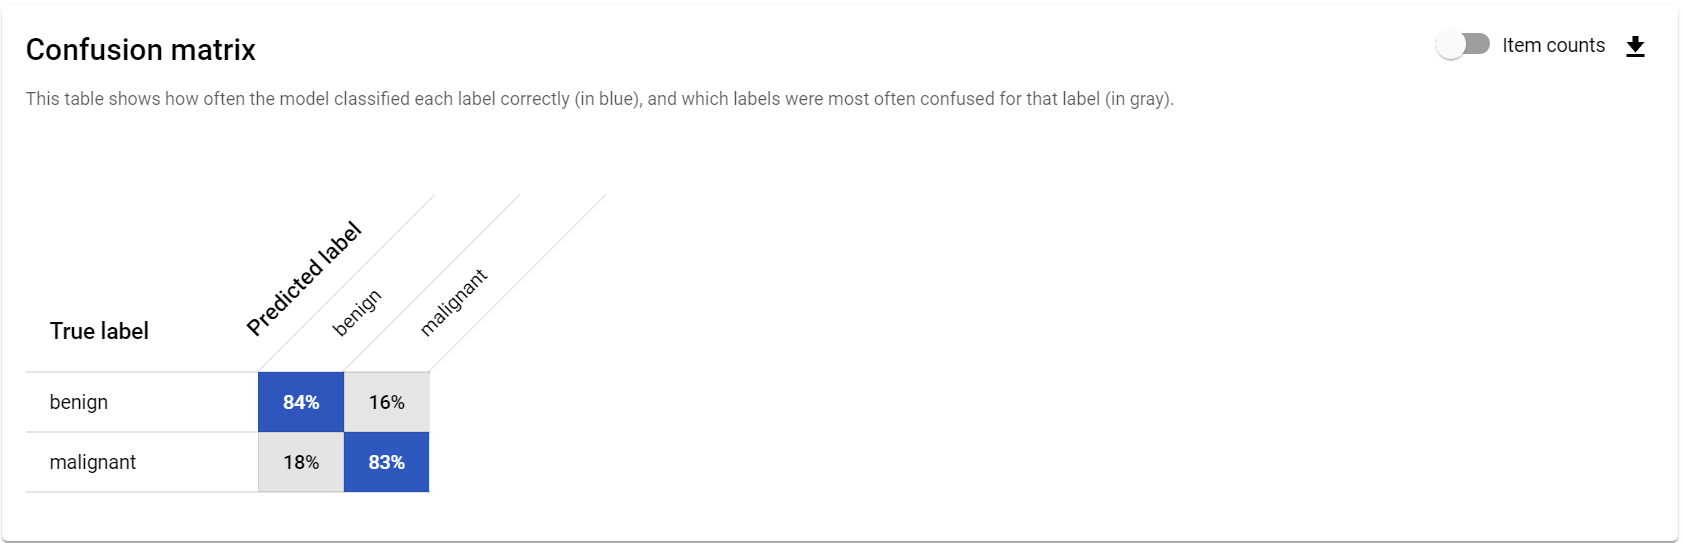 Confusion matrix
Item counts
This table shows how often the model classified each label correctly (in blue), and which labels were most often confused for that label (in gray).
True label
Predicted label
benign
malignant
benign 84% 16%
malignant 18% 83%